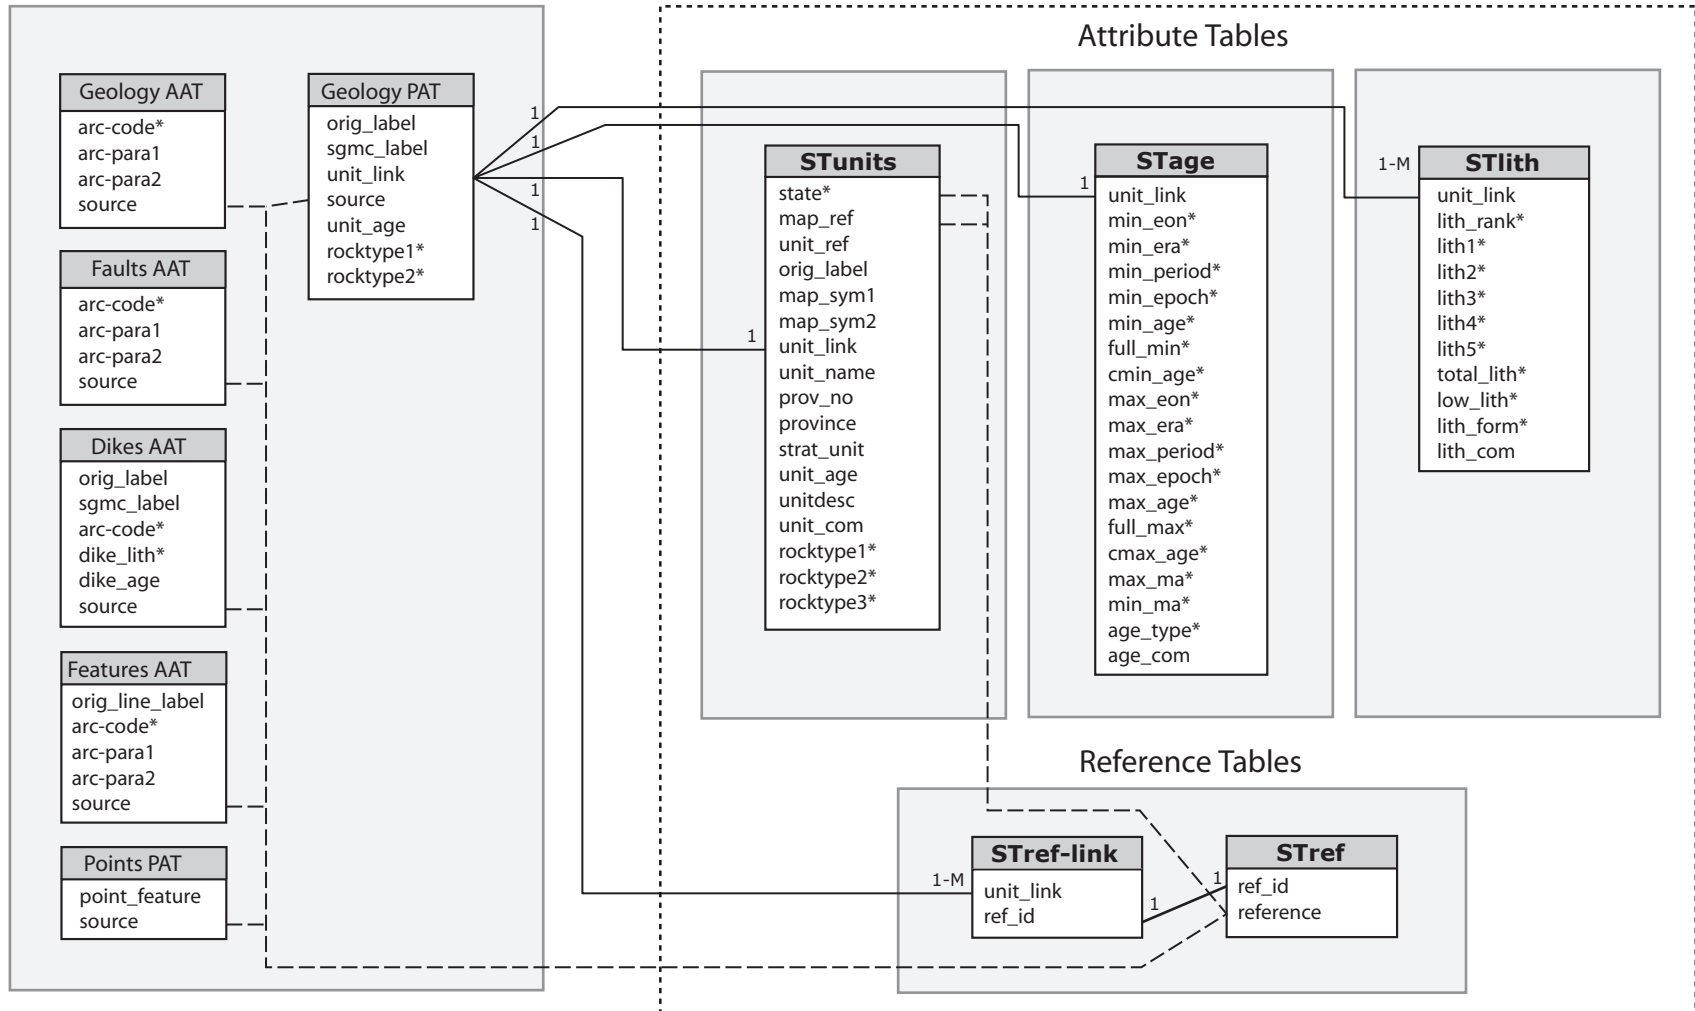 Attribute Tables
Geology AAT
arc-code*
arc-para1
arc-para2
source
Faults AAT
arc-code*
arc-para1
arc-para2
source
Dikes AAT
orig_label
sgmc_label
arc-code*
dike_lith*
dike_age
source
Features AAT
orig_line_label
arc-code*
arc-para1
arc-para2
source
Points PAT
point_feature
source
Geology PAT
orig_label
sgmc_label
unit_link
source
unit_age
rocktype1*
rocktype2*
1
1
1
1
1
STunits
state*
map_ref
unit_ref
orig_label
map_sym1
map_sym2
unit_link
unit_name
prov_no
province
strat_unit
unit_age
unitdesc
unit_com
rocktype1*
rocktype2*
rocktype3*
1
STage
unit_link
min_eon*
min_era*
min_period*
min_epoch*
min_age*
full_min*
cmin_age*
max_eon*
max_era*
max_period*
max_epoch*
max_age*
full_max*
cmax_age*
max_ma*
min_ma*
age_type*
age_com
1-M
STlith
unit_link
lith_rank*
lith1*
lith2*
lith3*
lith4*
lith5*
total_lith*
low_lith*
lith_form*
lith_com
Reference Tables
1-M
STref-link
unit_link
ref_id
1
1
STref
ref_id
reference